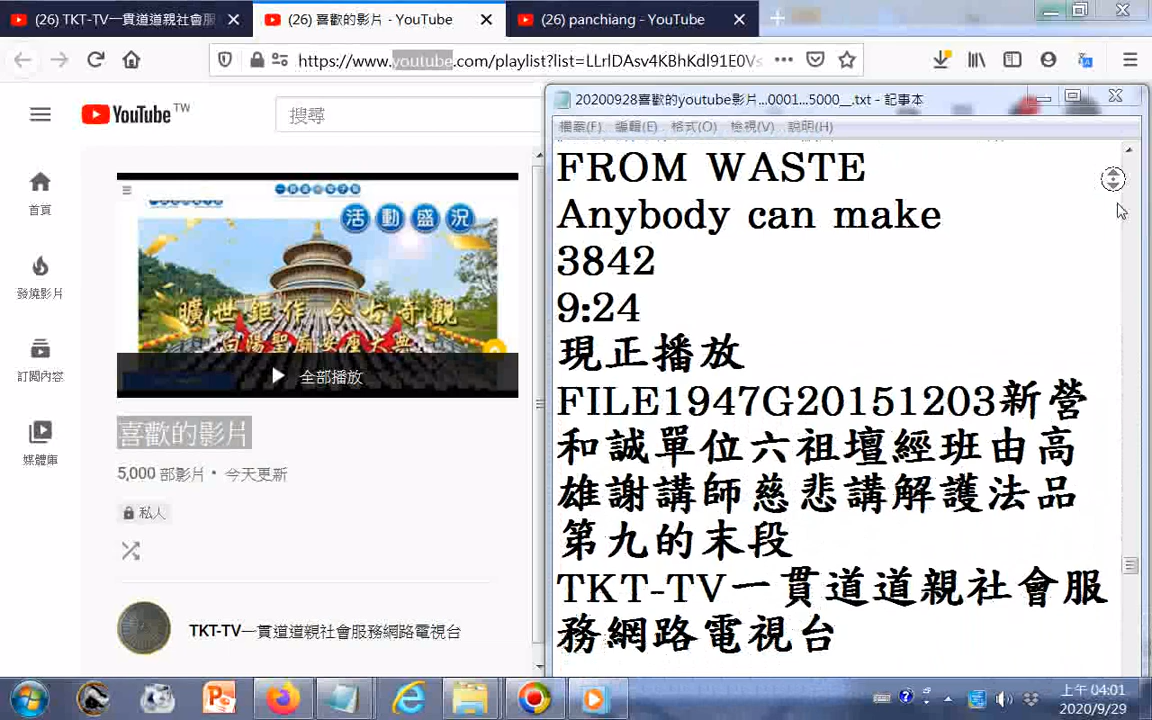 (26) TKT-TV一貫道道親社會服
(26) 喜歡的影片 - YouTube
(26) panchiang - YouTube
https://www.youtube.com/playlist?list=LLrlDAsv4KBhKdl91E0Vs
YouTube TW
搜尋
首頁
發燒影片
訂閱內容
媒體庫
活動盛況
曠世鉅作 今古奇觀
全部播放
喜歡的影片
5,000 部影片・今天更新
私人
TKT-TV一貫道道親社會服務網路電視台
20200928喜歡的youtube影片...0001...5000__.txt - 記事本
檔案(F) 編輯(E) 格式(O) 檢視(V) 說明(H)
FROM WASTE
Anybody can make
3842
9:24
現正播放
FILE1947G20151203新營
和誠單位六祖壇經班由高
雄謝講師慈悲講解護法品
第九的末段
TKT-TV一貫道道親社會服
務網路電視台
上午 04:01
2020/9/29